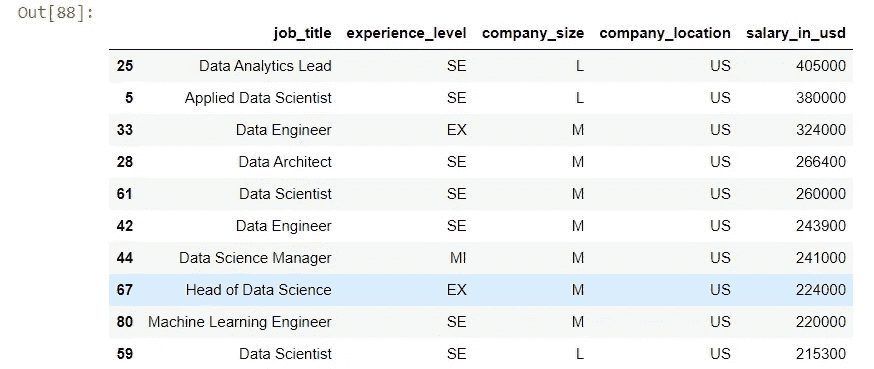 Out[88]:
job_title experience_level company_size company_location salary_in_usd
25 Data Analytics Lead SE L US 405000
5 Applied Data Scientist SE L US 380000
33 Data Engineer EX M US 324000
28 Data Architect SE M US 266400
61 Data Scientist SE M US 260000
42 Data Engineer SE M US 243900
44 Data Science Manager MI M US 241000
67 Head of Data Science EX M US 224000
80 Machine Learning Engineer SE M US 220000
59 Data Scientist SE L US 215300